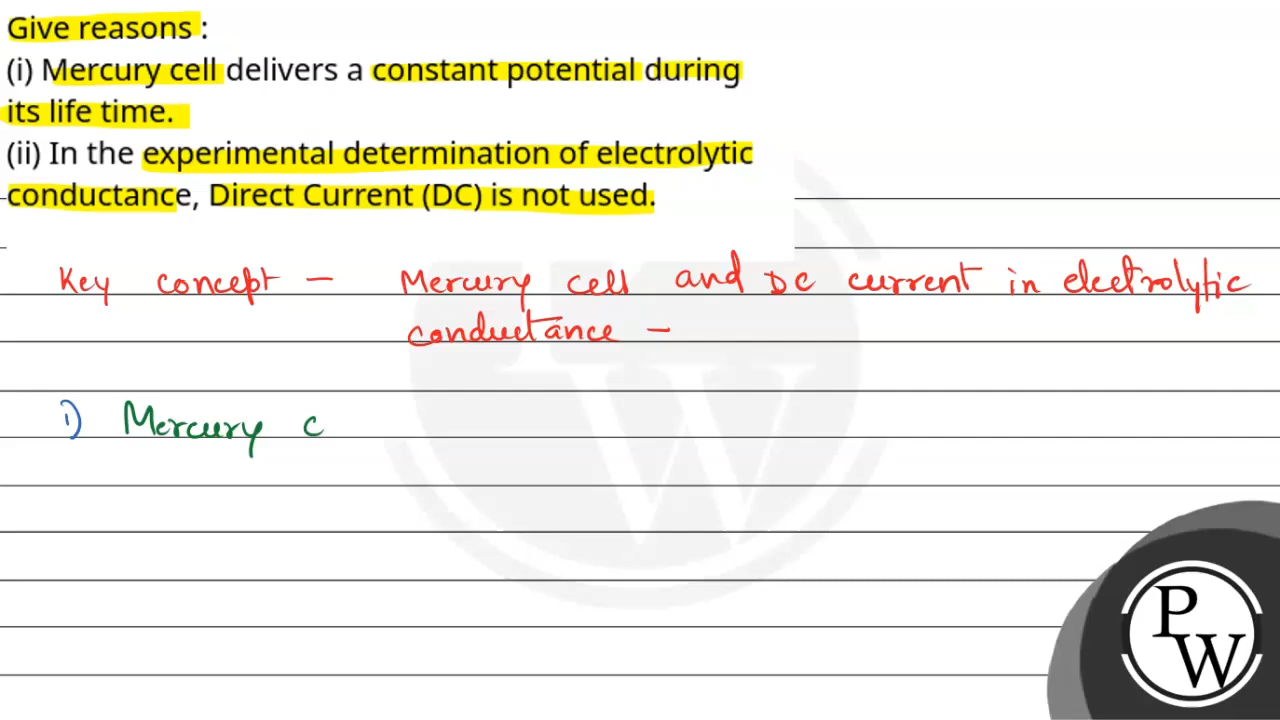 Give reasons :
(i) Mercury cell delivers a constant potential during
its life time.
(ii) In the experimental determination of electrolytic
conductance, Direct Current (DC) is not used.
Key concept - Mercury cell and DC current in electrolytic
conductance -
1) Mercury c
PW